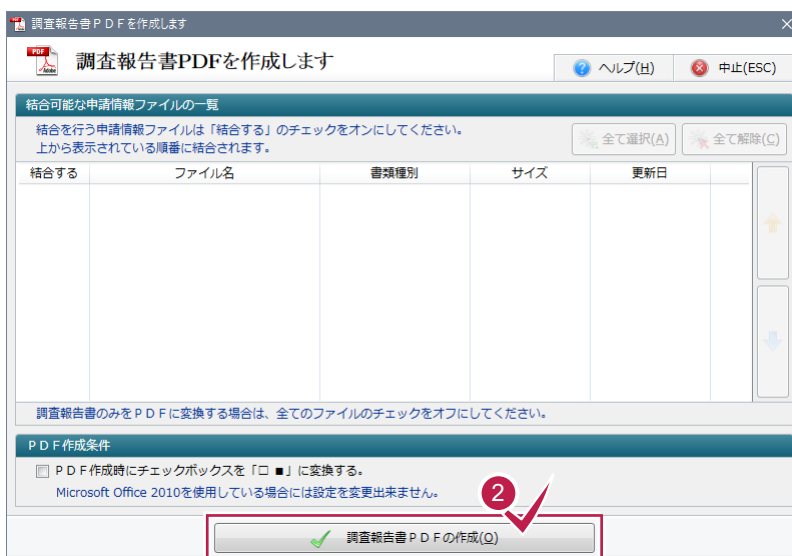 調査報告書ＰＤＦを作成します
PDF
Adobe
調査報告書PDFを作成します
ヘルプ(H)
中止(ESC)
結合可能な申請情報ファイルの一覧
結合を行う申請情報ファイルは「結合する」のチェックをオンにしてください。
上から表示されている順番に結合されます。
全て選択(A)
全て解除(C)
結合する ファイル名 書類種別 サイズ 更新日
調査報告書のみをＰＤＦに変換する場合は、全てのファイルのチェックをオフにしてください。
ＰＤＦ作成条件
ＰＤＦ作成時にチェックボックスを「□ ■」に変換する。
Microsoft Office 2010を使用している場合には設定を変更出来ません。
2
調査報告書ＰＤＦの作成(O)